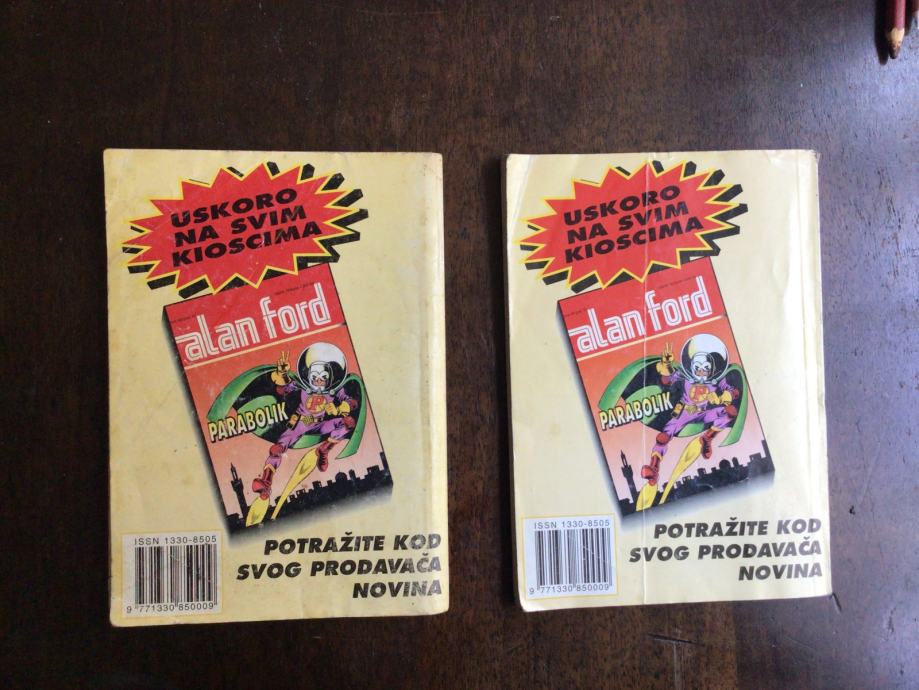 USKORO
NA SVIM
KIOSCIMA
alan ford
PARABOLIK
ISSN 1330-8505
9 771330 850009
POTRAŽITE KOD
SVOG PRODAVAČA
NOVINA
USKORO
NA SVIM
KIOSCIMA
alan ford
PARABOLIK
ISSN 1330-8505
9 771330 850009
POTRAŽITE KOD
SVOG PRODAVAČA
NOVINA